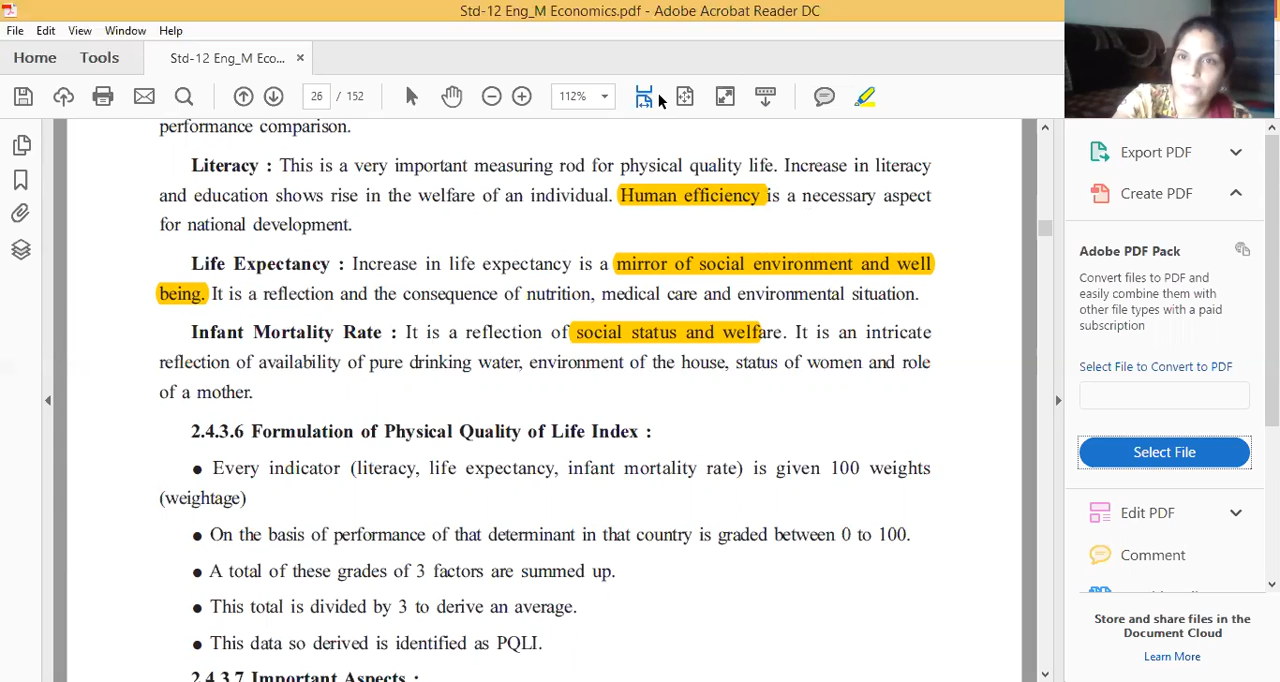 Std-12 Eng_M Economics.pdf - Adobe Acrobat Reader DC
File Edit View Window Help
Home Tools Std-12 Eng_M Eco... ×
26 / 152 112%
performance comparison.
Literacy : This is a very important measuring rod for physical quality life. Increase in literacy
and education shows rise in the welfare of an individual. Human efficiency is a necessary aspect
for national development.
Life Expectancy : Increase in life expectancy is a mirror of social environment and well
being. It is a reflection and the consequence of nutrition, medical care and environmental situation.
Infant Mortality Rate : It is a reflection of social status and welfare. It is an intricate
reflection of availability of pure drinking water, environment of the house, status of women and role
of a mother.
2.4.3.6 Formulation of Physical Quality of Life Index :
● Every indicator (literacy, life expectancy, infant mortality rate) is given 100 weights
(weightage)
● On the basis of performance of that determinant in that country is graded between 0 to 100.
● A total of these grades of 3 factors are summed up.
● This total is divided by 3 to derive an average.
● This data so derived is identified as PQLI.
2.4.3.7 Important Aspects :
Export PDF
Create PDF
Adobe PDF Pack
Convert files to PDF and
easily combine them with
other file types with a paid
subscription
Select File to Convert to PDF
Select File
Edit PDF
Comment
Store and share files in the
Document Cloud
Learn More